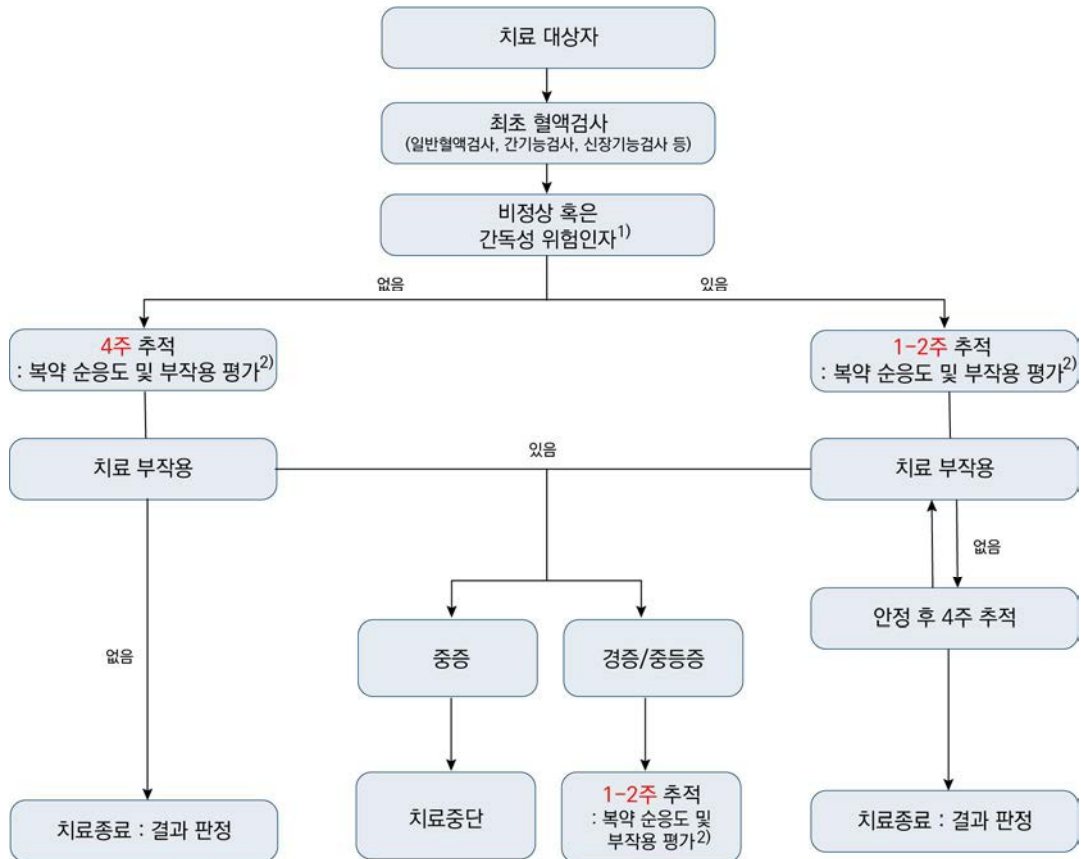 치료 대상자
최초 혈액검사
(일반혈액검사, 간기능검사, 신장기능검사 등)
비정상 혹은
간독성 위험인자1)
없음
있음
4주 추적
: 복약 순응도 및 부작용 평가2)
1-2주 추적
: 복약 순응도 및 부작용 평가2)
치료 부작용
있음
치료 부작용
없음
안정 후 4주 추적
없음
중증
경증/중등증
치료종료 : 결과 판정
치료중단
1-2주 추적
: 복약 순응도 및
부작용 평가2)
치료종료 : 결과 판정